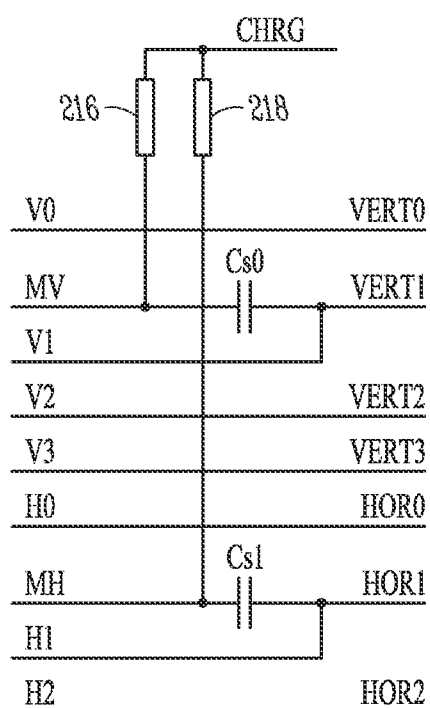 CHRG
216 218
V0 VERT0
Cs0
MV VERT1
V1
V2 VERT2
V3 VERT3
H0 HOR0
Cs1
MH HOR1
H1
H2 HOR2